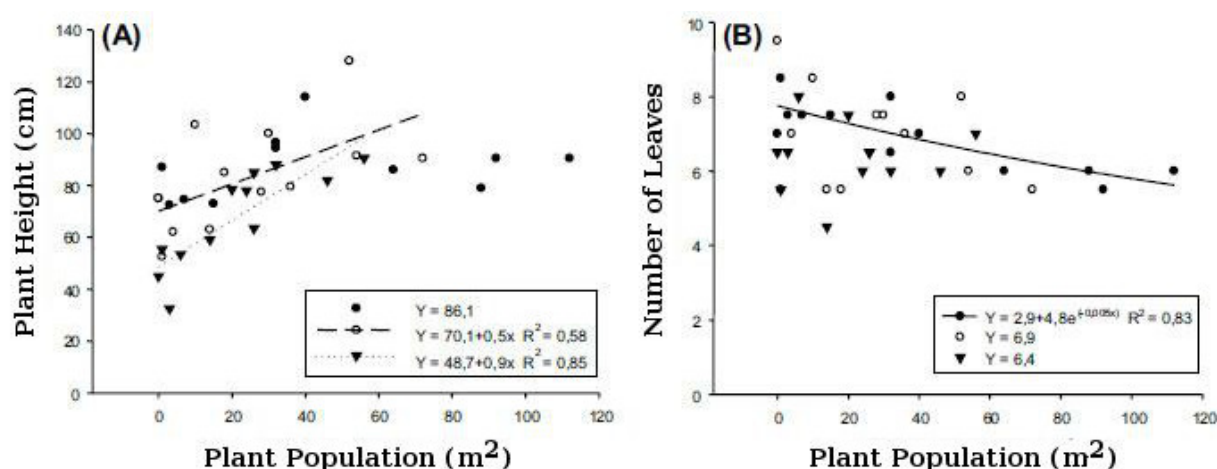 (A)
Plant Height (cm)
140
120
100
80
60
40
20
0
Y = 86,1
Y = 70,1+0,5x R² = 0,58
Y = 48,7+0,9x R² = 0,85
0 20 40 60 80 100 120
Plant Population (m²)
(B)
Number of Leaves
10
8
6
4
2
0
Y = 2,9+4,8e^(-0,005x) R² = 0,83
Y = 6,9
Y = 6,4
0 20 40 60 80 100 120
Plant Population (m²)